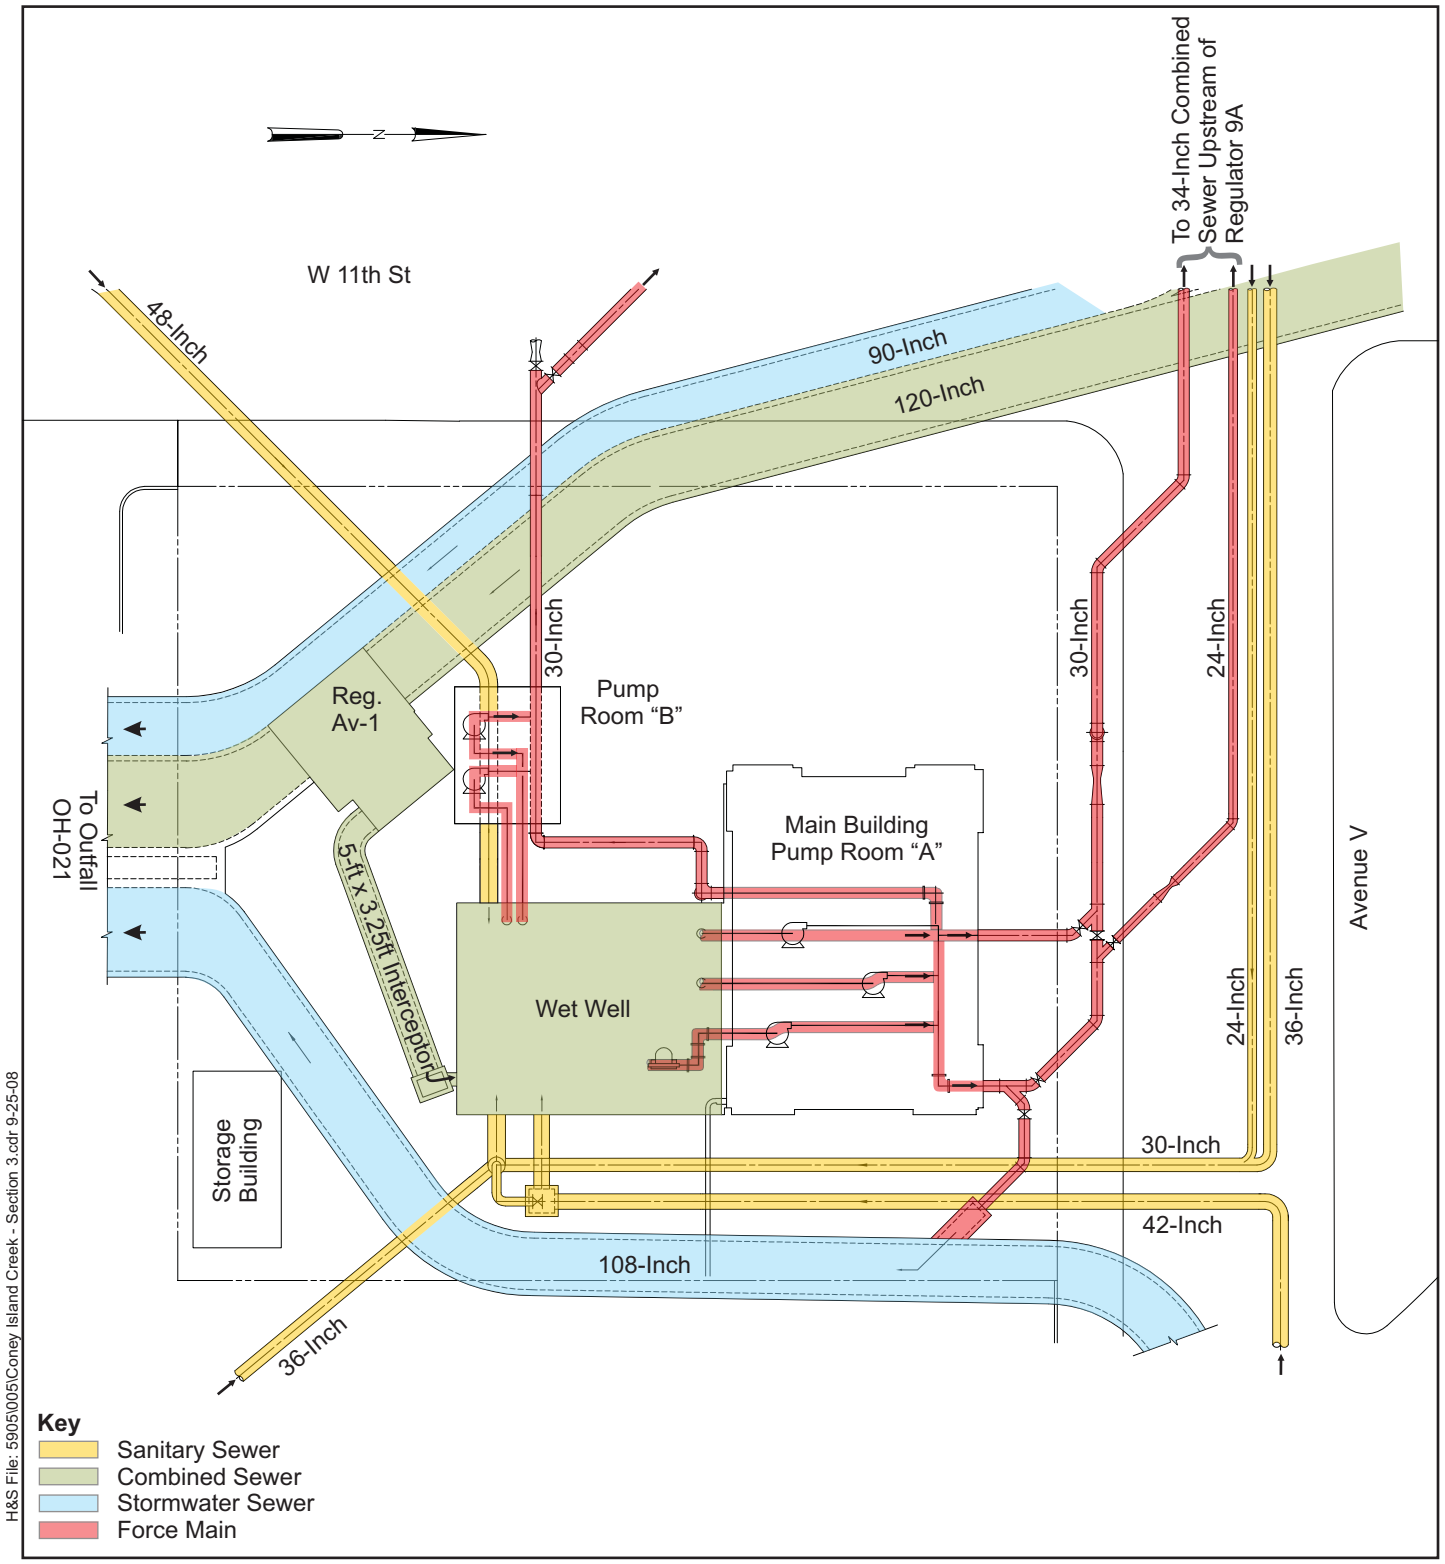 To 34-Inch Combined
Sewer Upstream of
Regulator 9A
N
W 11th St
48-Inch
90-Inch
120-Inch
30-Inch
30-Inch
24-Inch
Pump
Room “B”
Reg.
Av-1
To Outfall
OH-021
Main Building
Pump Room “A”
Avenue V
5-ft x 3.25ft Interceptor
Wet Well
24-Inch
36-Inch
Storage
Building
30-Inch
42-Inch
108-Inch
36-Inch
Key
Sanitary Sewer
Combined Sewer
Stormwater Sewer
Force Main
H&S File: 5905\005\Coney Island Creek - Section 3.cdr 9-25-08